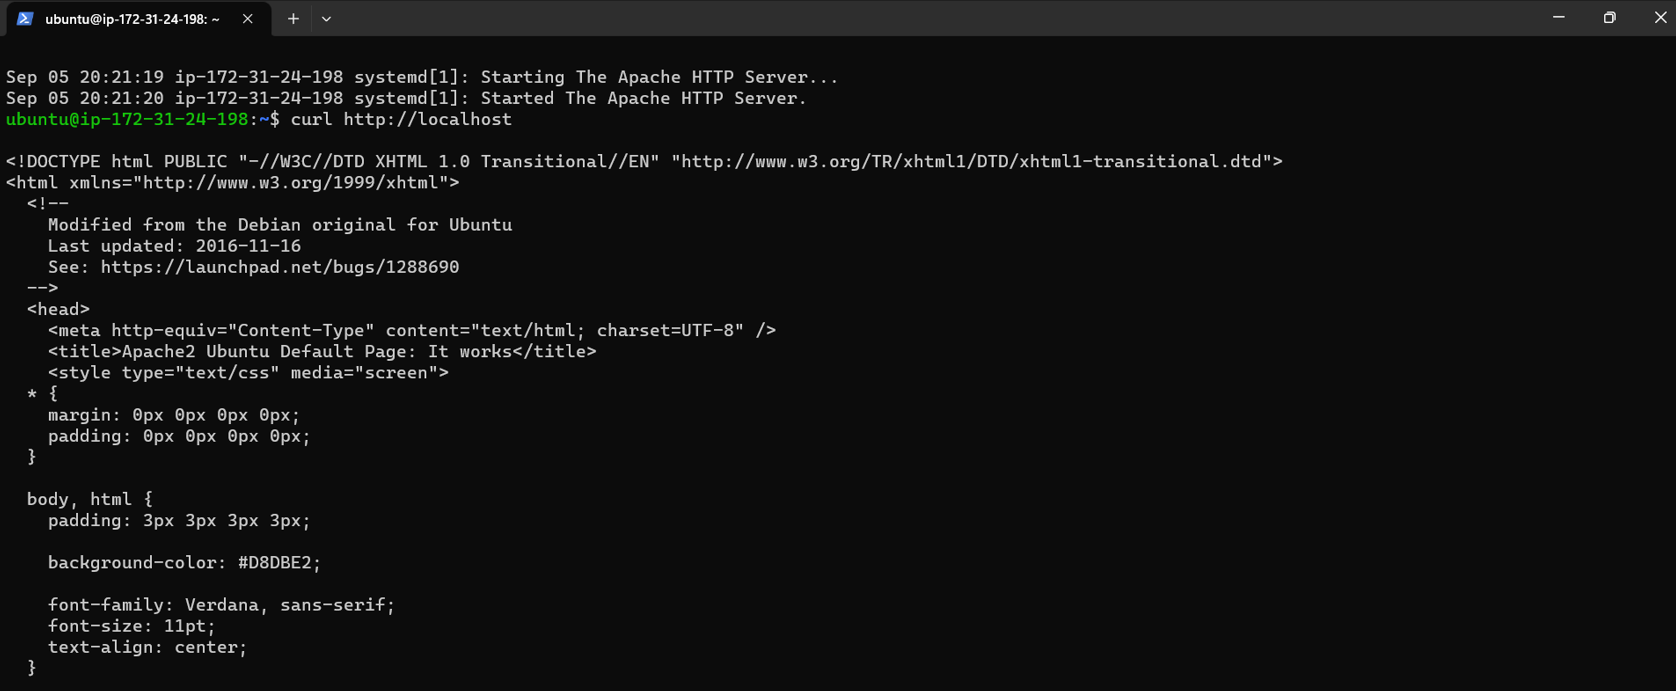 ubuntu@ip-172-31-24-198: ~
Sep 05 20:21:19 ip-172-31-24-198 systemd[1]: Starting The Apache HTTP Server...
Sep 05 20:21:20 ip-172-31-24-198 systemd[1]: Started The Apache HTTP Server.
ubuntu@ip-172-31-24-198:~$ curl http://localhost
<!DOCTYPE html PUBLIC "-//W3C//DTD XHTML 1.0 Transitional//EN" "http://www.w3.org/TR/xhtml1/DTD/xhtml1-transitional.dtd">
<html xmlns="http://www.w3.org/1999/xhtml">
  <!--
    Modified from the Debian original for Ubuntu
    Last updated: 2016-11-16
    See: https://launchpad.net/bugs/1288690
  -->
  <head>
    <meta http-equiv="Content-Type" content="text/html; charset=UTF-8" />
    <title>Apache2 Ubuntu Default Page: It works</title>
    <style type="text/css" media="screen">
  * {
    margin: 0px 0px 0px 0px;
    padding: 0px 0px 0px 0px;
  }
  body, html {
    padding: 3px 3px 3px 3px;
    background-color: #D8DBE2;
    font-family: Verdana, sans-serif;
    font-size: 11pt;
    text-align: center;
  }